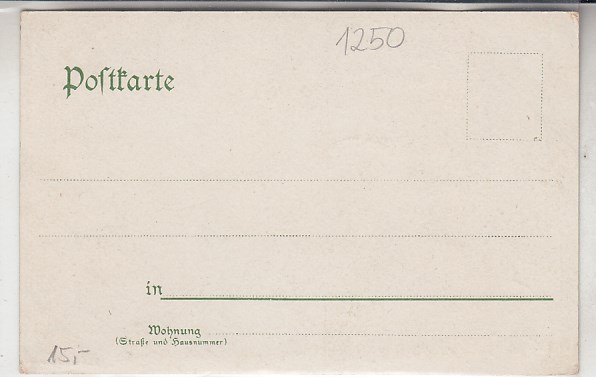 1250
Poſtkarte
in
Wohnung
(Straße und Hausnummer)
15,-